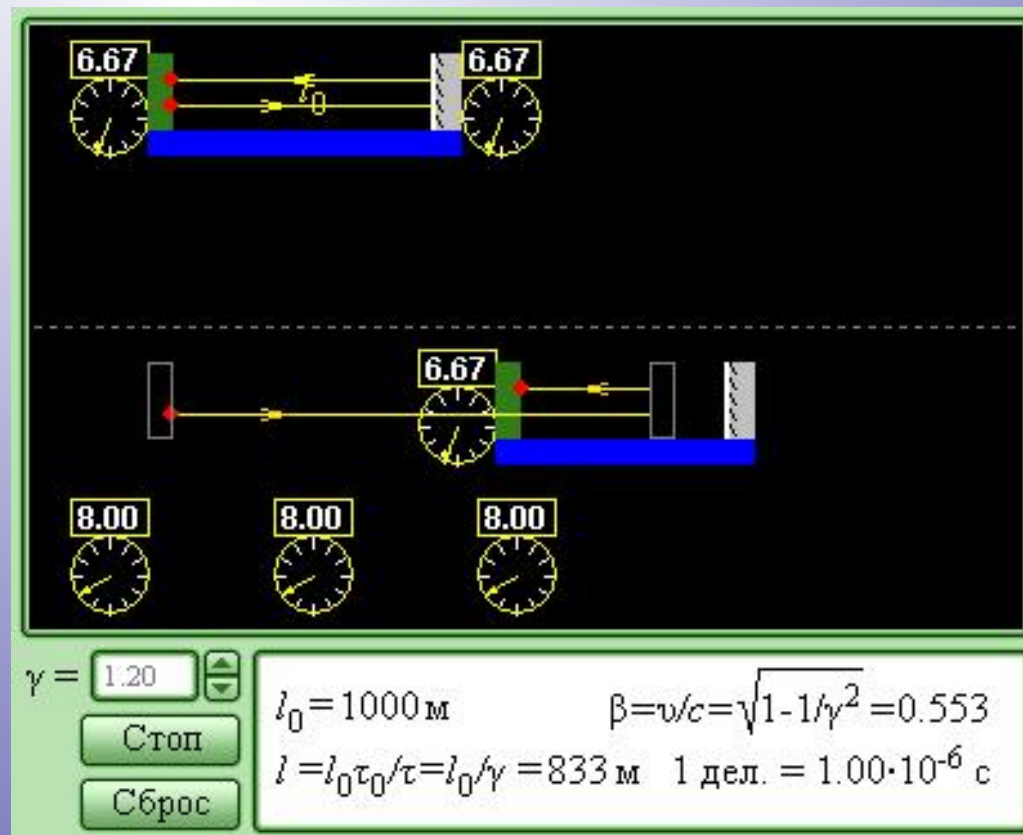 6.67 6.67
l₀
6.67
8.00 8.00 8.00
γ = 1.20
Стоп
Сброс
l₀ = 1000 м β=υ/c=√1-1/γ² =0.553
l =l₀τ₀/τ=l₀/γ =833 м 1 дел. = 1.00·10⁻⁶ с